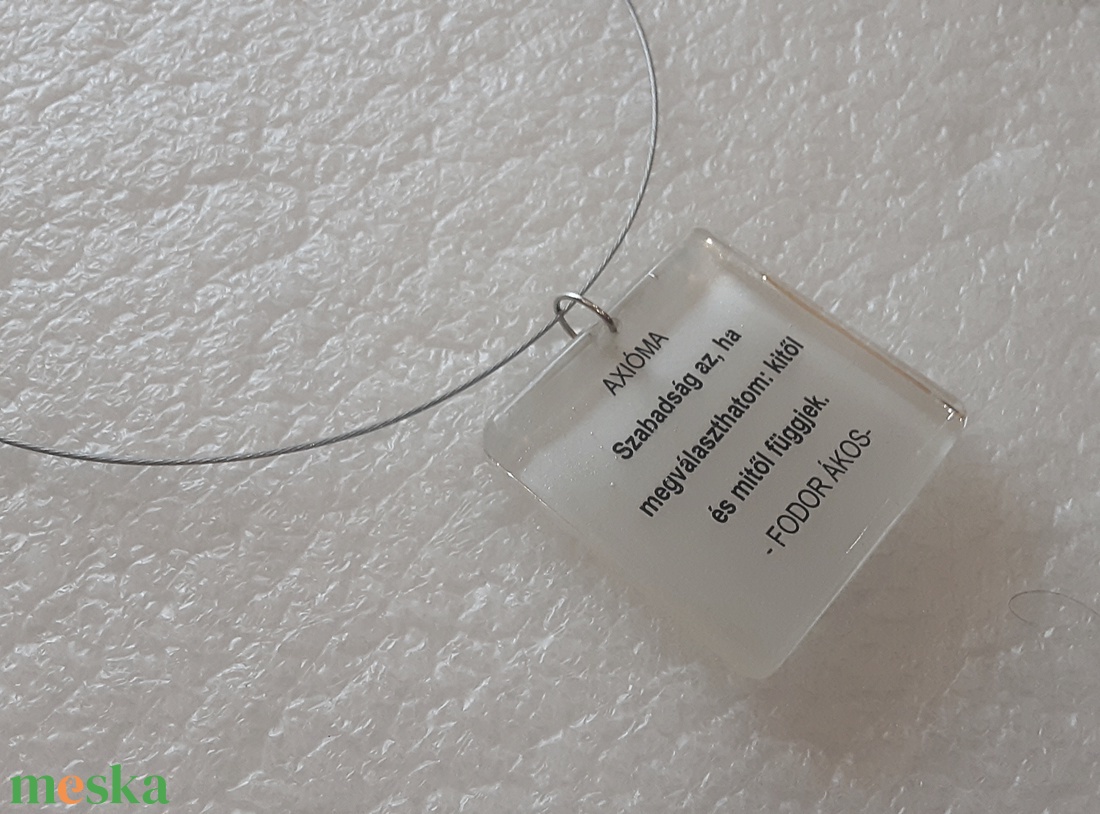 AXIÓMA
Szabadság az, ha
megválaszthatom: kitől
és mitől függjek.
- FODOR ÁKOS-
meska